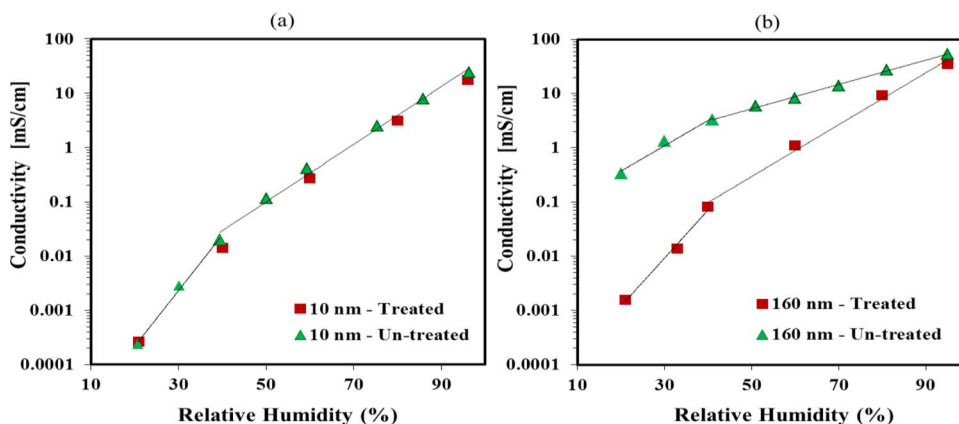 (a)
100
10
1
0.1
0.01
0.001
0.0001
Conductivity [mS/cm]
10 30 50 70 90
Relative Humidity (%)
10 nm - Treated
10 nm - Un-treated
(b)
100
10
1
0.1
0.01
0.001
0.0001
Conductivity [mS/cm]
10 30 50 70 90
Relative Humidity (%)
160 nm - Treated
160 nm - Un-treated